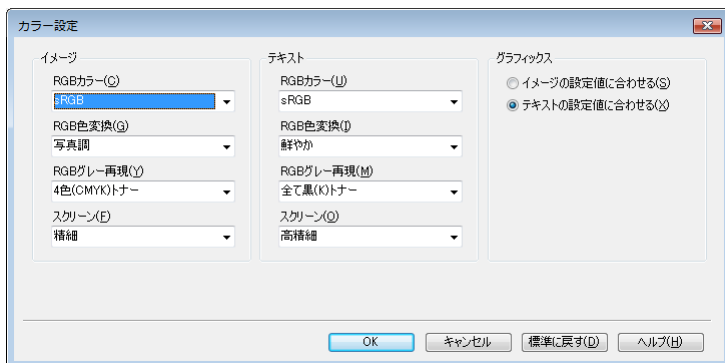 カラー設定
イメージ
RGBカラー(C)
sRGB
RGB色変換(G)
写真調
RGBグレー再現(Y)
4色(CMYK)トナー
スクリーン(F)
精細
テキスト
RGBカラー(U)
sRGB
RGB色変換(I)
鮮やか
RGBグレー再現(M)
全て黒(K)トナー
スクリーン(O)
高精細
グラフィックス
イメージの設定値に合わせる(S)
テキストの設定値に合わせる(X)
OK
キャンセル
標準に戻す(D)
ヘルプ(H)